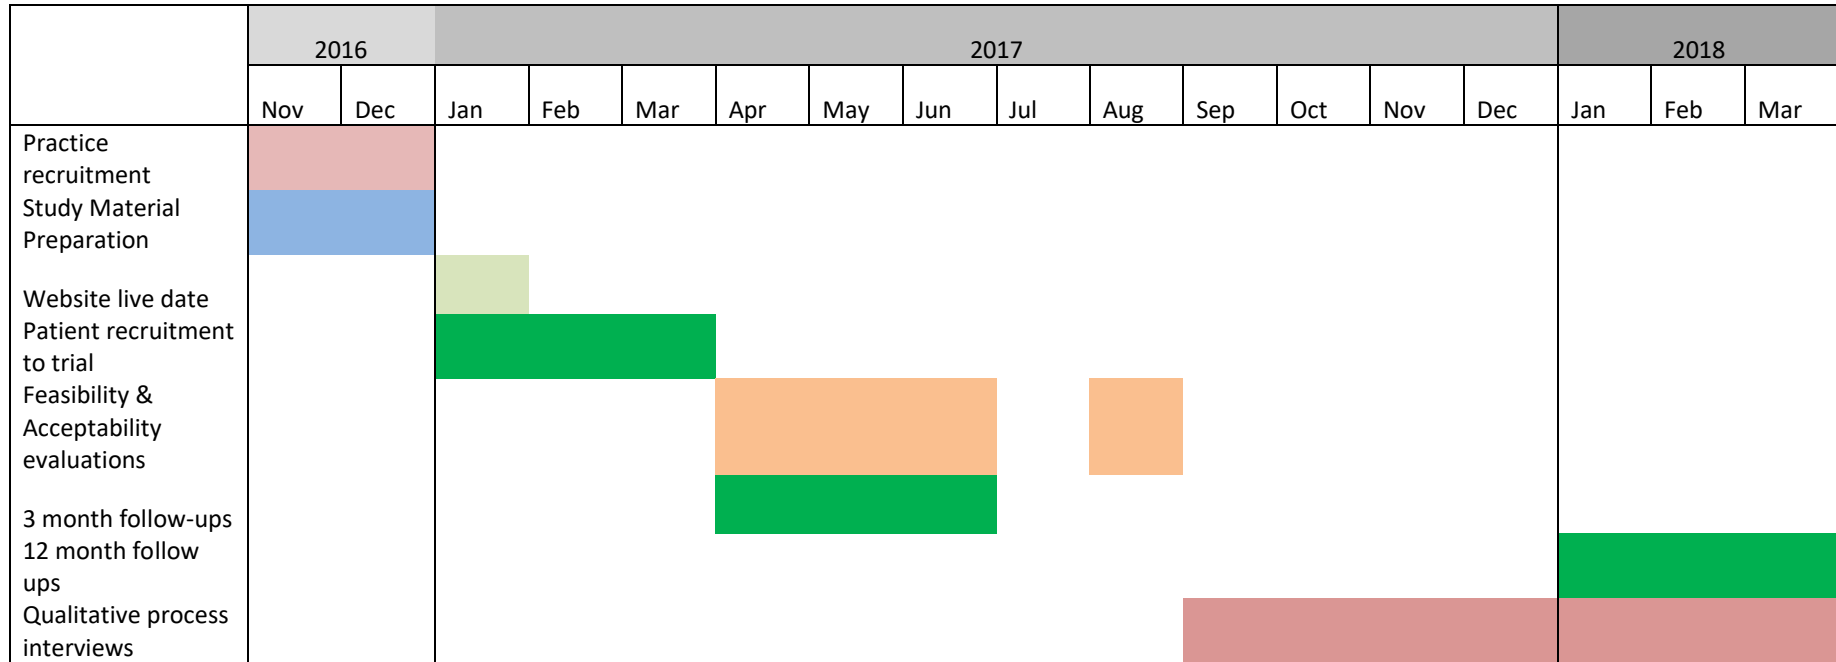 2016 2017 2018
Nov Dec Jan Feb Mar Apr May Jun Jul Aug Sep Oct Nov Dec Jan Feb Mar
Practice
recruitment
Study Material
Preparation
Website live date
Patient recruitment
to trial
Feasibility &
Acceptability
evaluations
3 month follow-ups
12 month follow
ups
Qualitative process
interviews